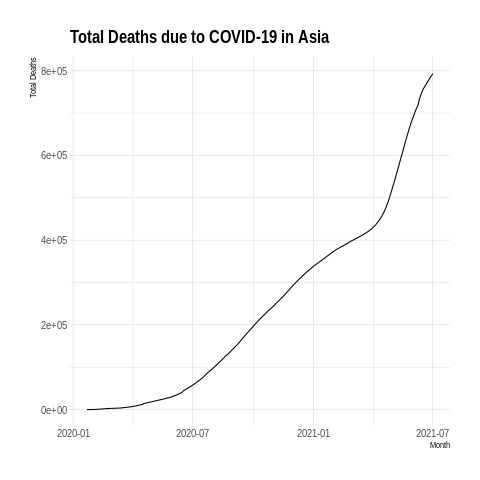 Total Deaths due to COVID-19 in Asia
Total Deaths
8e+05
6e+05
4e+05
2e+05
0e+00
2020-01 2020-07 2021-01 2021-07
Month